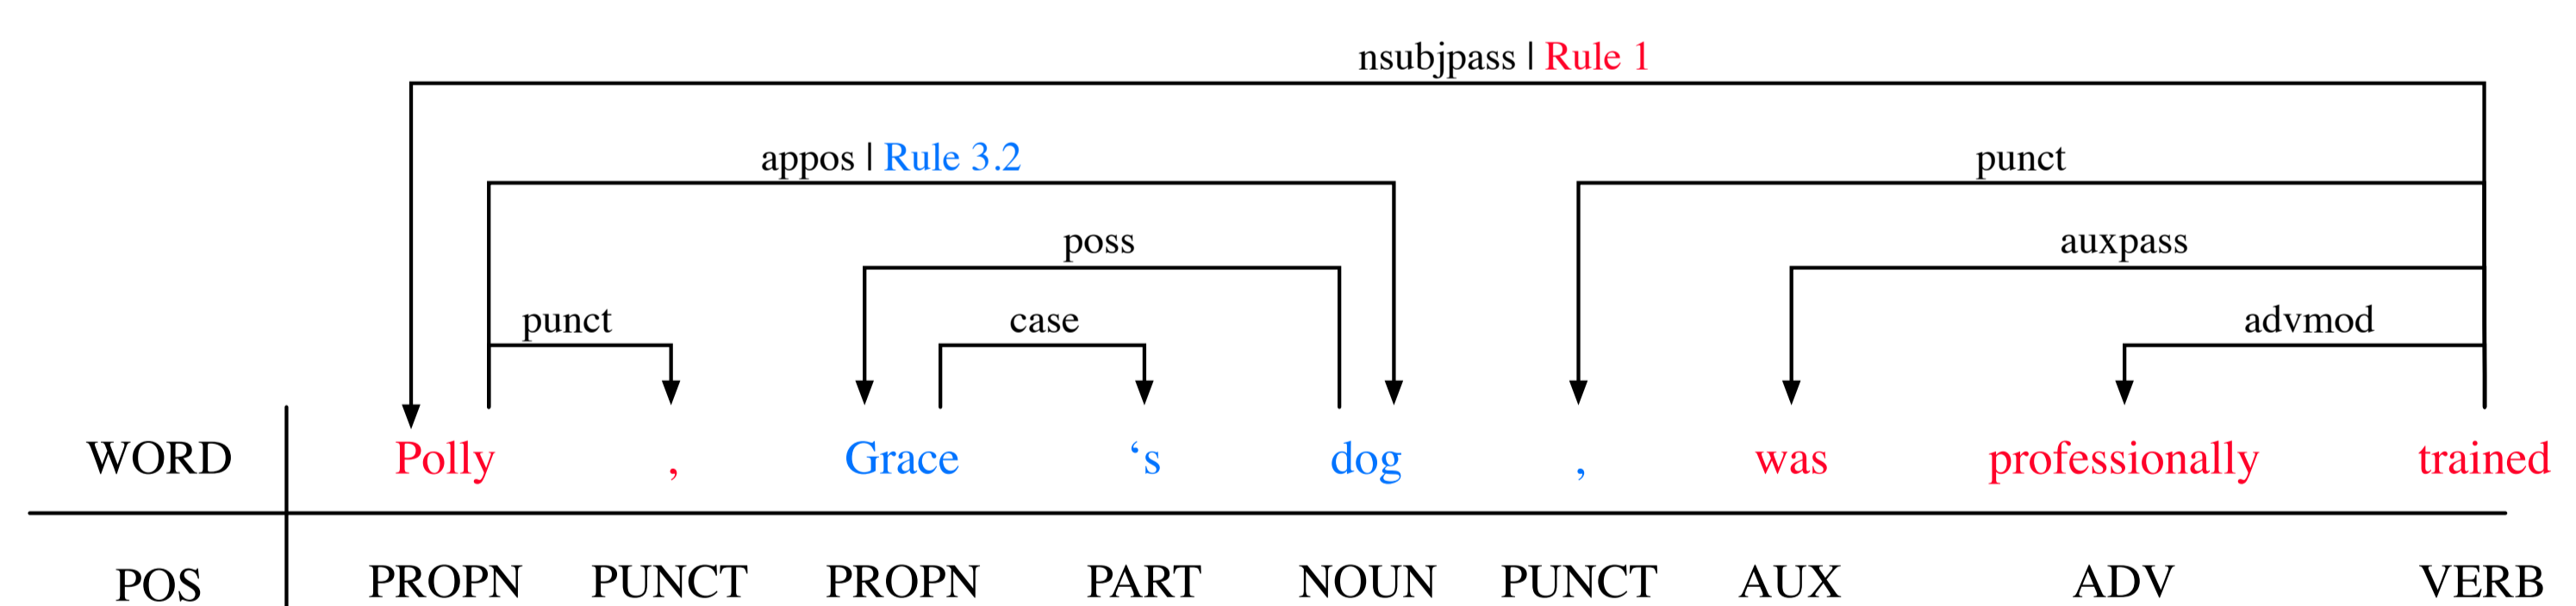 nsubjpass | Rule 1
appos | Rule 3.2
punct
poss
auxpass
punct
case
advmod
WORD Polly , Grace ‘s dog , was professionally trained
POS PROPN PUNCT PROPN PART NOUN PUNCT AUX ADV VERB